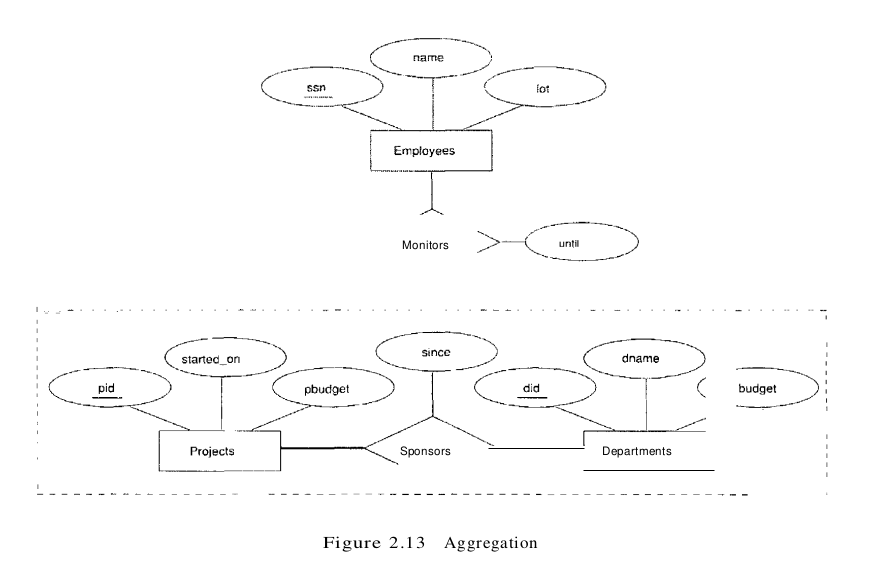 name
ssn
lot
Employees
Monitors
until
since
started_on
dname
pid
pbudget
did
budget
Projects
Sponsors
Departments
Figure 2.13 Aggregation